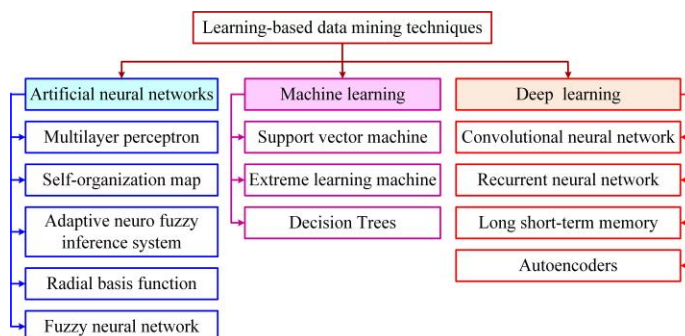 Learning-based data mining techniques
Artificial neural networks
Multilayer perceptron
Self-organization map
Adaptive neuro fuzzy
inference system
Radial basis function
Fuzzy neural network
Machine learning
Support vector machine
Extreme learning machine
Decision Trees
Deep learning
Convolutional neural network
Recurrent neural network
Long short-term memory
Autoencoders